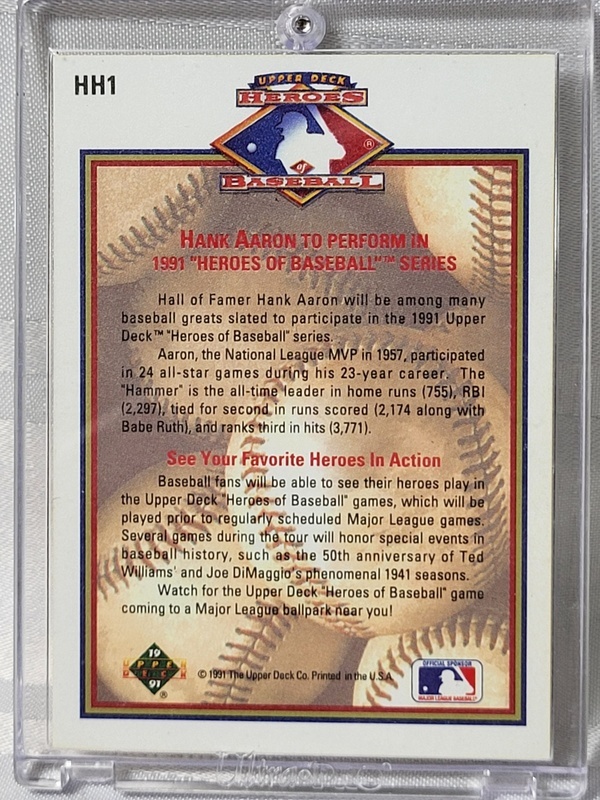 HH1
UPPER DECK
HEROES
of
BASEBALL
®
HANK AARON TO PERFORM IN
1991 "HEROES OF BASEBALL"™ SERIES
Hall of Famer Hank Aaron will be among many
baseball greats slated to participate in the 1991 Upper
Deck™ "Heroes of Baseball" series.
Aaron, the National League MVP in 1957, participated
in 24 all-star games during his 23-year career. The
"Hammer" is the all-time leader in home runs (755), RBI
(2,297), tied for second in runs scored (2,174 along with
Babe Ruth), and ranks third in hits (3,771).
See Your Favorite Heroes In Action
Baseball fans will be able to see their heroes play in
the Upper Deck "Heroes of Baseball" games, which will be
played prior to regularly scheduled Major League games.
Several games during the tour will honor special events in
baseball history, such as the 50th anniversary of Ted
Williams' and Joe DiMaggio's phenomenal 1941 seasons.
Watch for the Upper Deck "Heroes of Baseball" game
coming to a Major League ballpark near you!
19
UPPER
DECK
91
®
© 1991 The Upper Deck Co. Printed in the U.S.A.
OFFICIAL SPONSOR
MAJOR LEAGUE BASEBALL